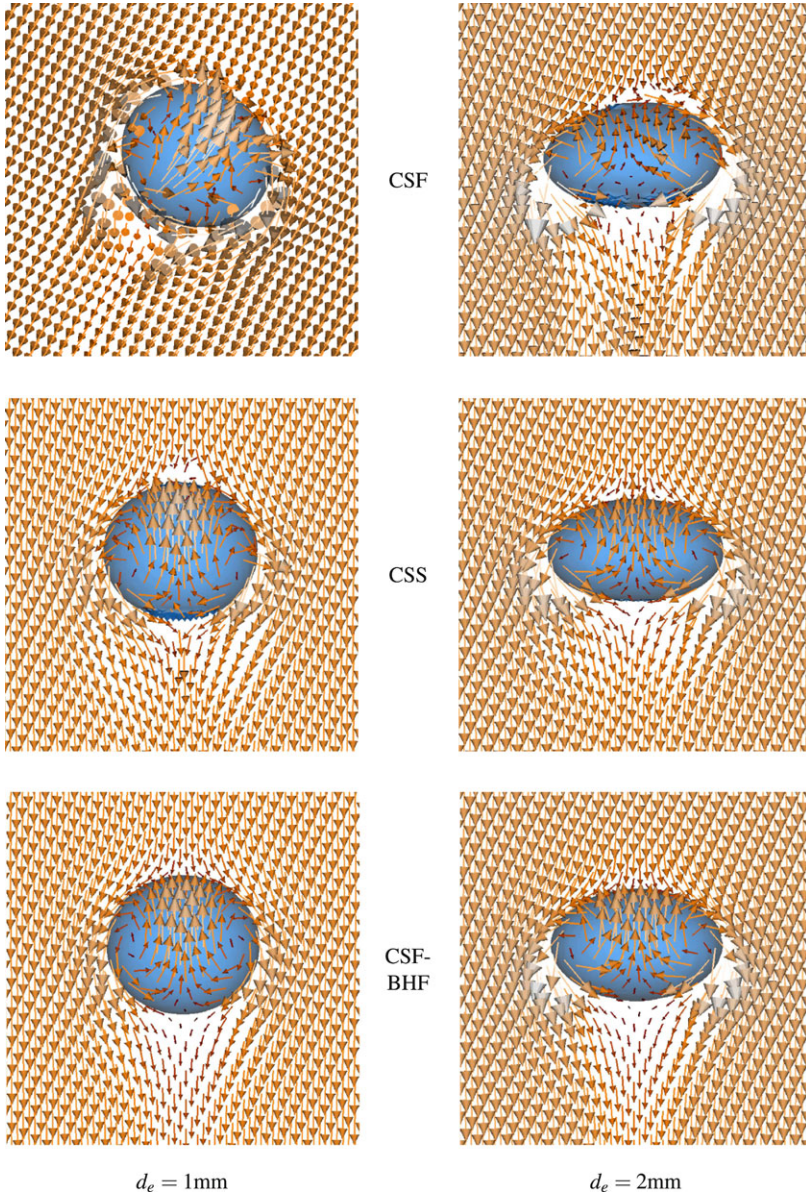 CSF
CSS
CSF-
BHF
d_e = 1mm
d_e = 2mm